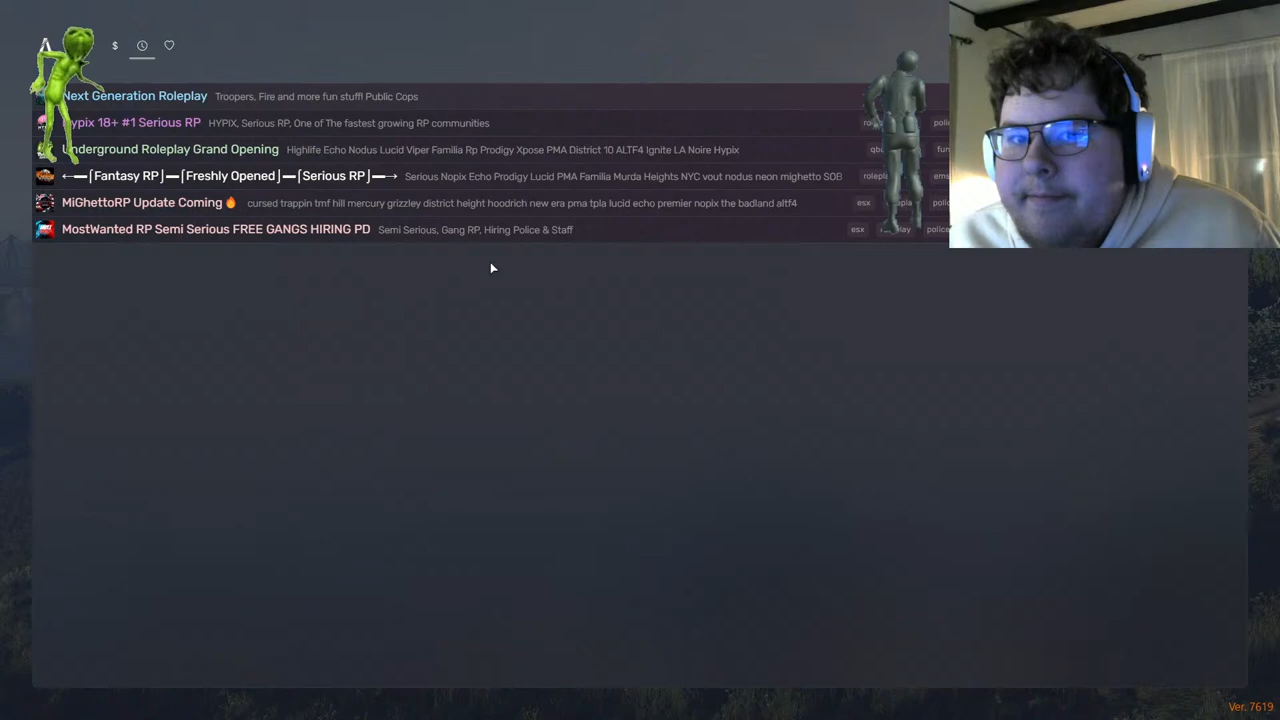 $
Next Generation Roleplay Troopers, Fire and more fun stuff! Public Cops
ypix 18+ #1 Serious RP HYPIX, Serious RP, One of The fastest growing RP communities
Underground Roleplay Grand Opening Highlife Echo Nodus Lucid Viper Familia Rp Prodigy Xpose PMA District 10 ALTF4 Ignite LA Noire Hypix
←━⌠Fantasy RP⌡━⌠Freshly Opened⌡━⌠Serious RP⌡━→ Serious Nopix Echo Prodigy Lucid PMA Familia Murda Heights NYC vout nodus neon mighetto SOB
MiGhettoRP Update Coming🔥 cursed trappin tmf hill mercury grizzley district height hoodrich new era pma tpla lucid echo premier nopix the badland altf4 esx
MostWanted RP Semi Serious FREE GANGS HIRING PD Semi Serious, Gang RP, Hiring Police & Staff esx
Ver. 7619